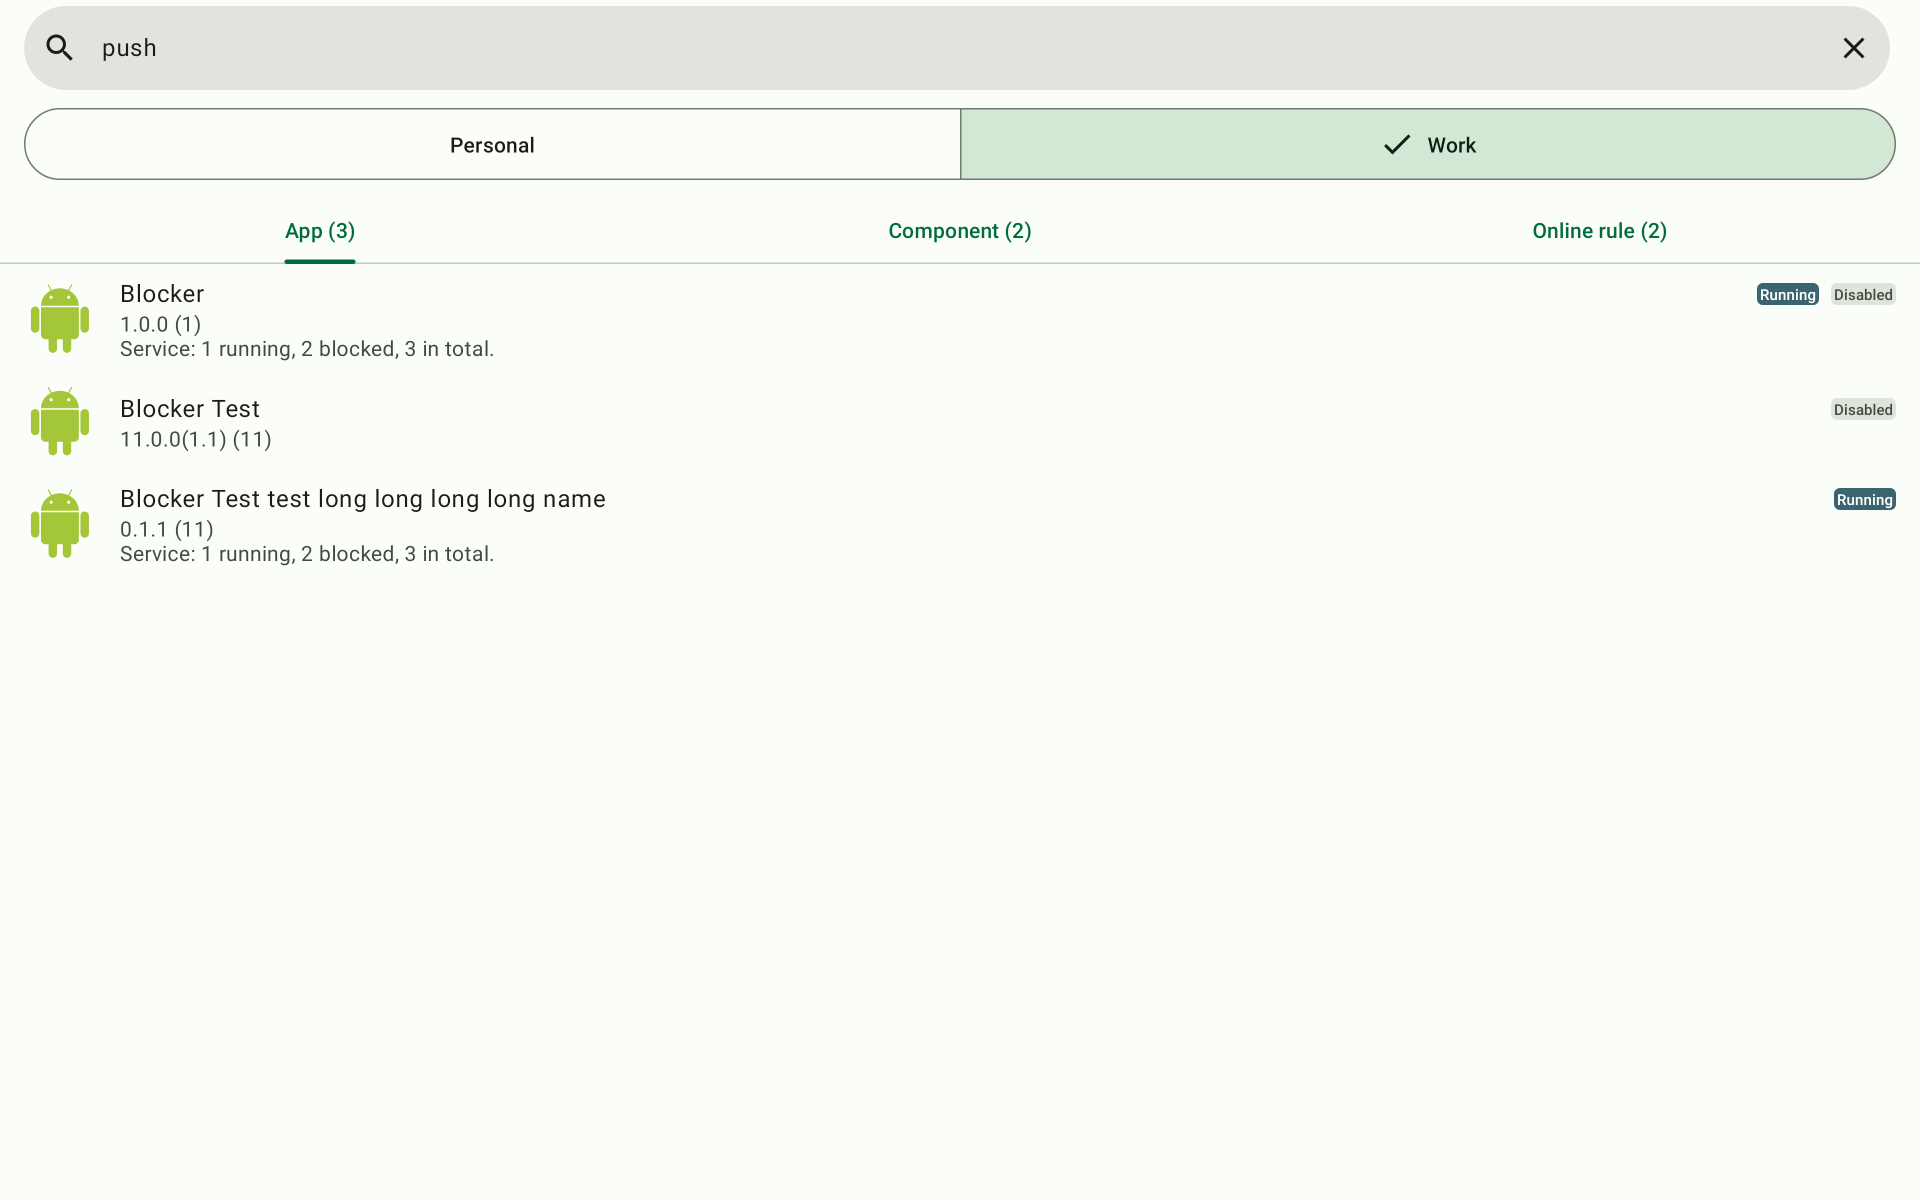 push
Personal
Work
App (3)
Component (2)
Online rule (2)
Blocker
Running
Disabled
1.0.0 (1)
Service: 1 running, 2 blocked, 3 in total.
Blocker Test
Disabled
11.0.0(1.1) (11)
Blocker Test test long long long long name
Running
0.1.1 (11)
Service: 1 running, 2 blocked, 3 in total.